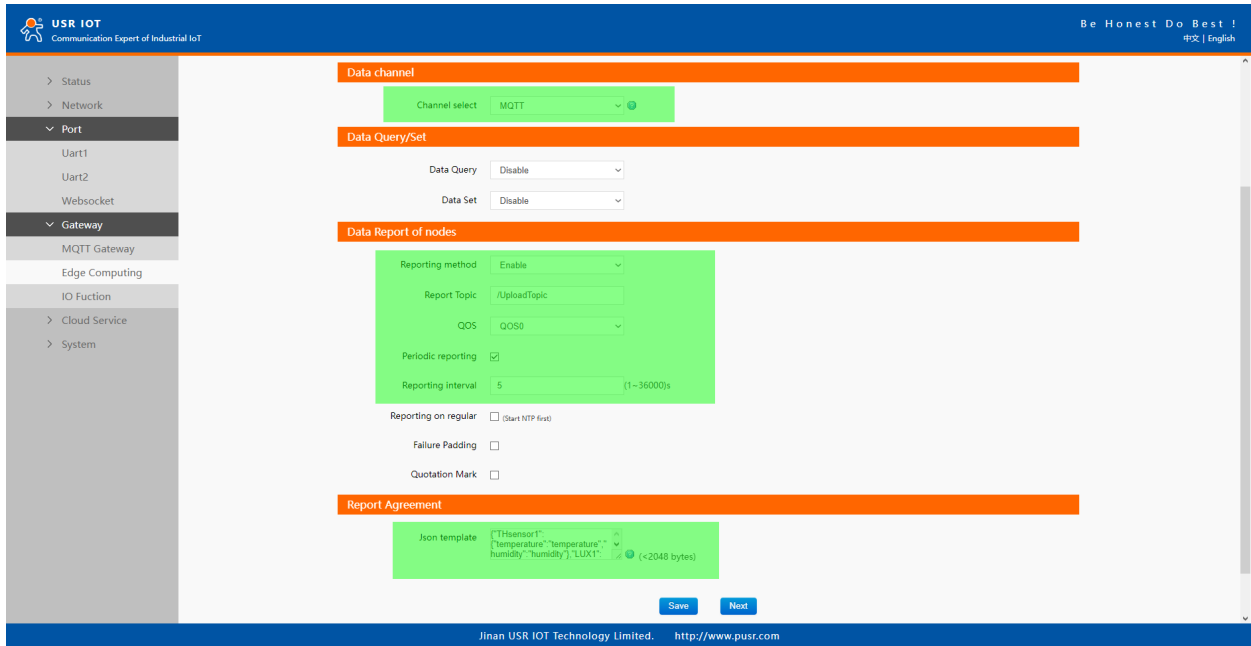 USR IOT
Communication Expert of Industrial IoT
Be Honest Do Best !
中文 | English
Status
Network
Port
Uart1
Uart2
Websocket
Gateway
MQTT Gateway
Edge Computing
IO Fuction
Cloud Service
System
Data channel
Channel select MQTT
Data Query/Set
Data Query Disable
Data Set Disable
Data Report of nodes
Reporting method Enable
Report Topic /UploadTopic
QOS QOS0
Periodic reporting
Reporting interval 5 (1~36000)s
Reporting on regular (Start NTP first)
Failure Padding
Quotation Mark
Report Agreement
Json template {"THsensor1":
{"temperature":"temperature","
humidity":"humidity"},"LUX1":
(<2048 bytes)
Save Next
Jinan USR IOT Technology Limited. http://www.pusr.com